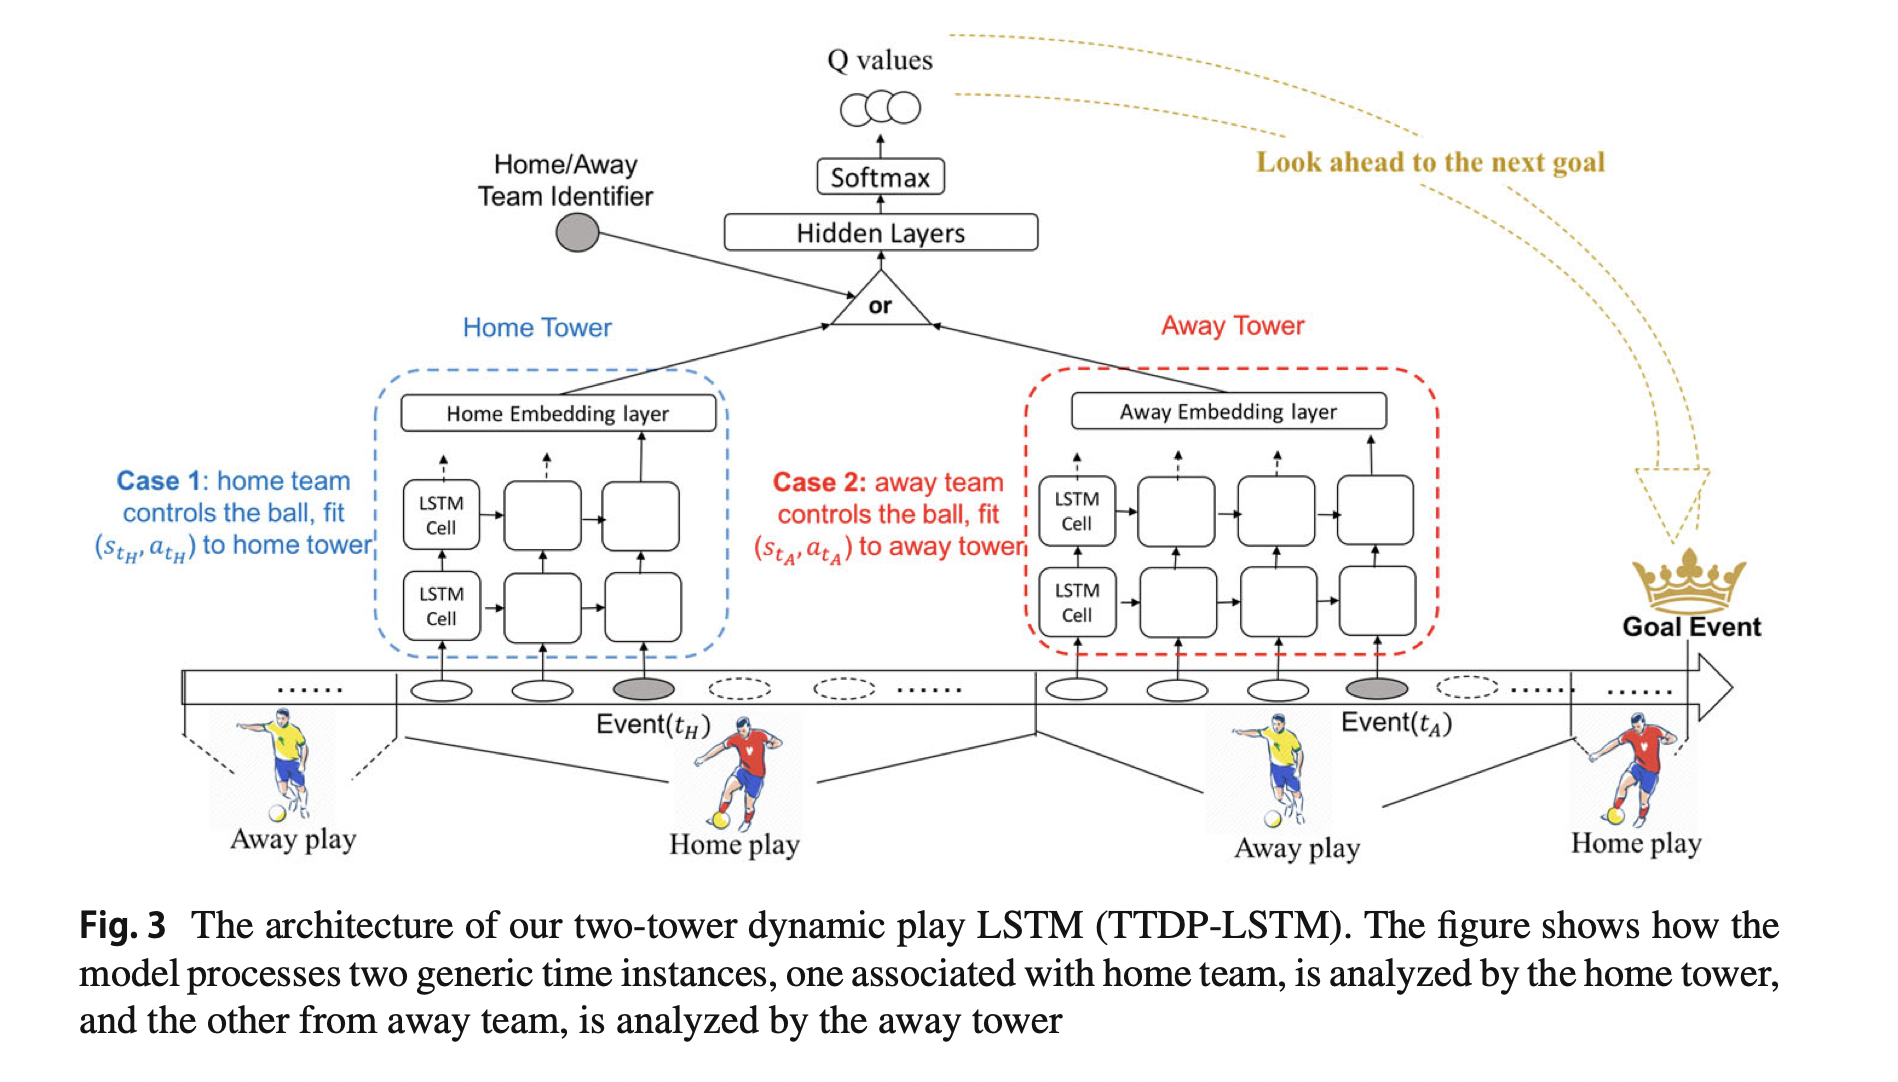 Q values
Look ahead to the next goal
Home/Away
Team Identifier
Softmax
Hidden Layers
or
Home Tower
Away Tower
Home Embedding layer
Away Embedding layer
Case 1: home team
controls the ball, fit
(s_{t_H}, a_{t_H}) to home tower
LSTM
Cell
LSTM
Cell
Case 2: away team
controls the ball, fit
(s_{t_A}, a_{t_A}) to away tower
LSTM
Cell
LSTM
Cell
Goal Event
......
......
......
......
Event(t_H)
Event(t_A)
Away play
Home play
Away play
Home play
Fig. 3 The architecture of our two-tower dynamic play LSTM (TTDP-LSTM). The figure shows how the
model processes two generic time instances, one associated with home team, is analyzed by the home tower,
and the other from away team, is analyzed by the away tower